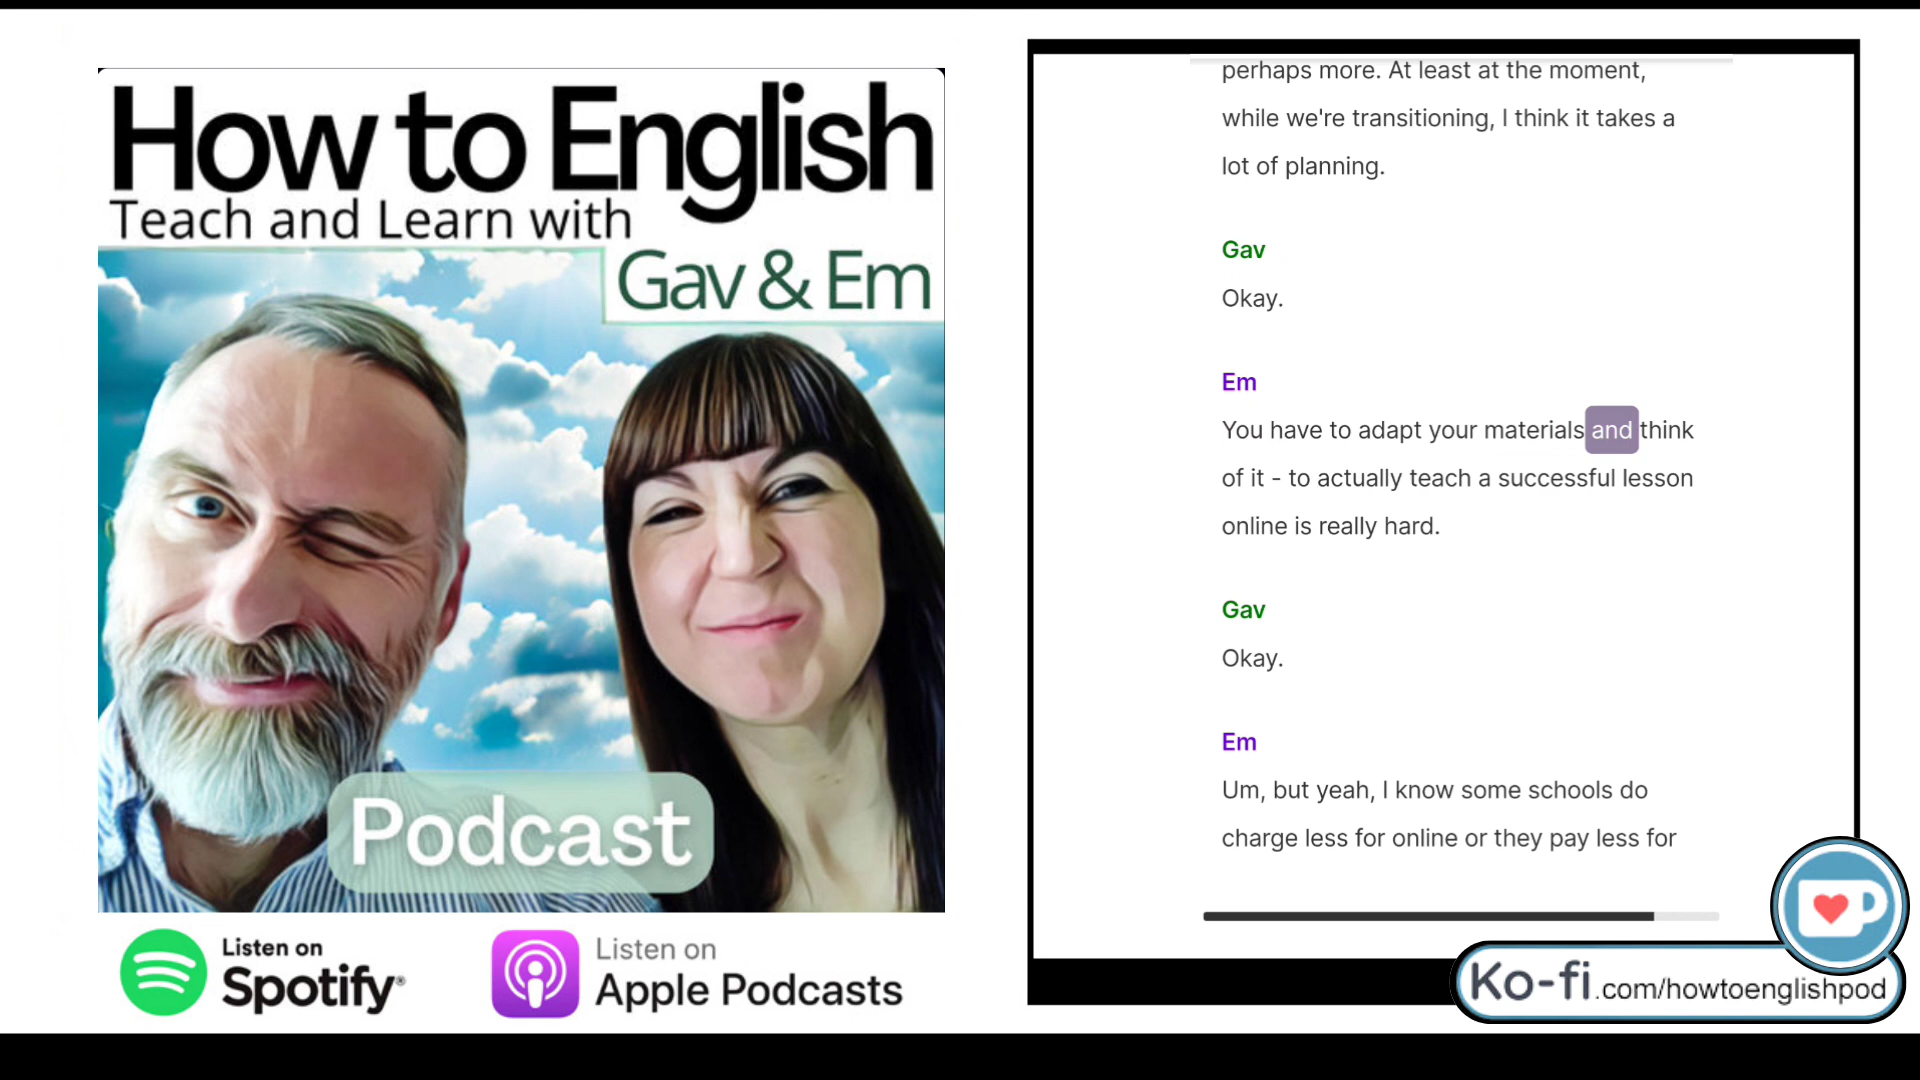 How to English
Teach and Learn with
Gav & Em
Podcast
Listen on
Spotify®
Listen on
Apple Podcasts
perhaps more. At least at the moment,
while we're transitioning, I think it takes a
lot of planning.
Gav
Okay.
Em
You have to adapt your materials and think
of it - to actually teach a successful lesson
online is really hard.
Gav
Okay.
Em
Um, but yeah, I know some schools do
charge less for online or they pay less for
Ko-fi.com/howtoenglishpod